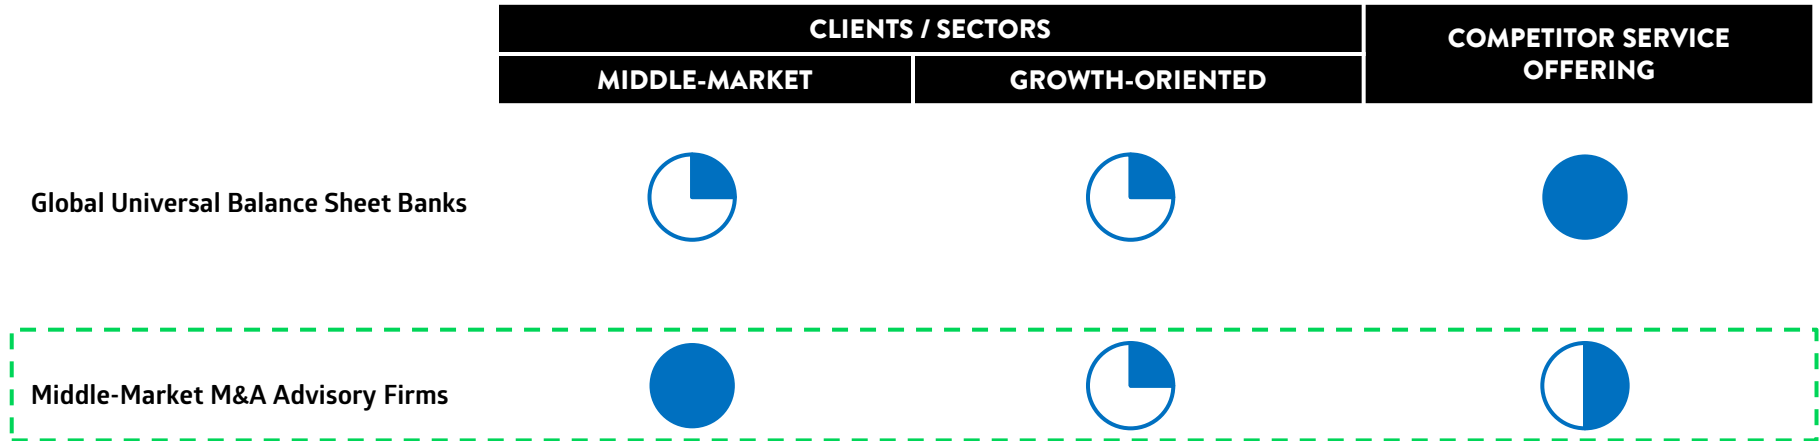 CLIENTS / SECTORS
COMPETITOR SERVICE
OFFERING
MIDDLE-MARKET
GROWTH-ORIENTED
Global Universal Balance Sheet Banks
Middle-Market M&A Advisory Firms